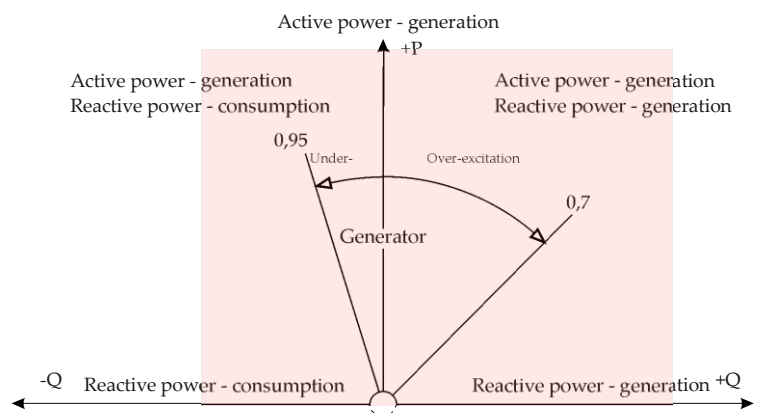 Active power - generation
+P
Active power - generation
Reactive power - consumption
Active power - generation
Reactive power - generation
0,95
Under-
Over-excitation
0,7
Generator
-Q
Reactive power - consumption
Reactive power - generation
+Q